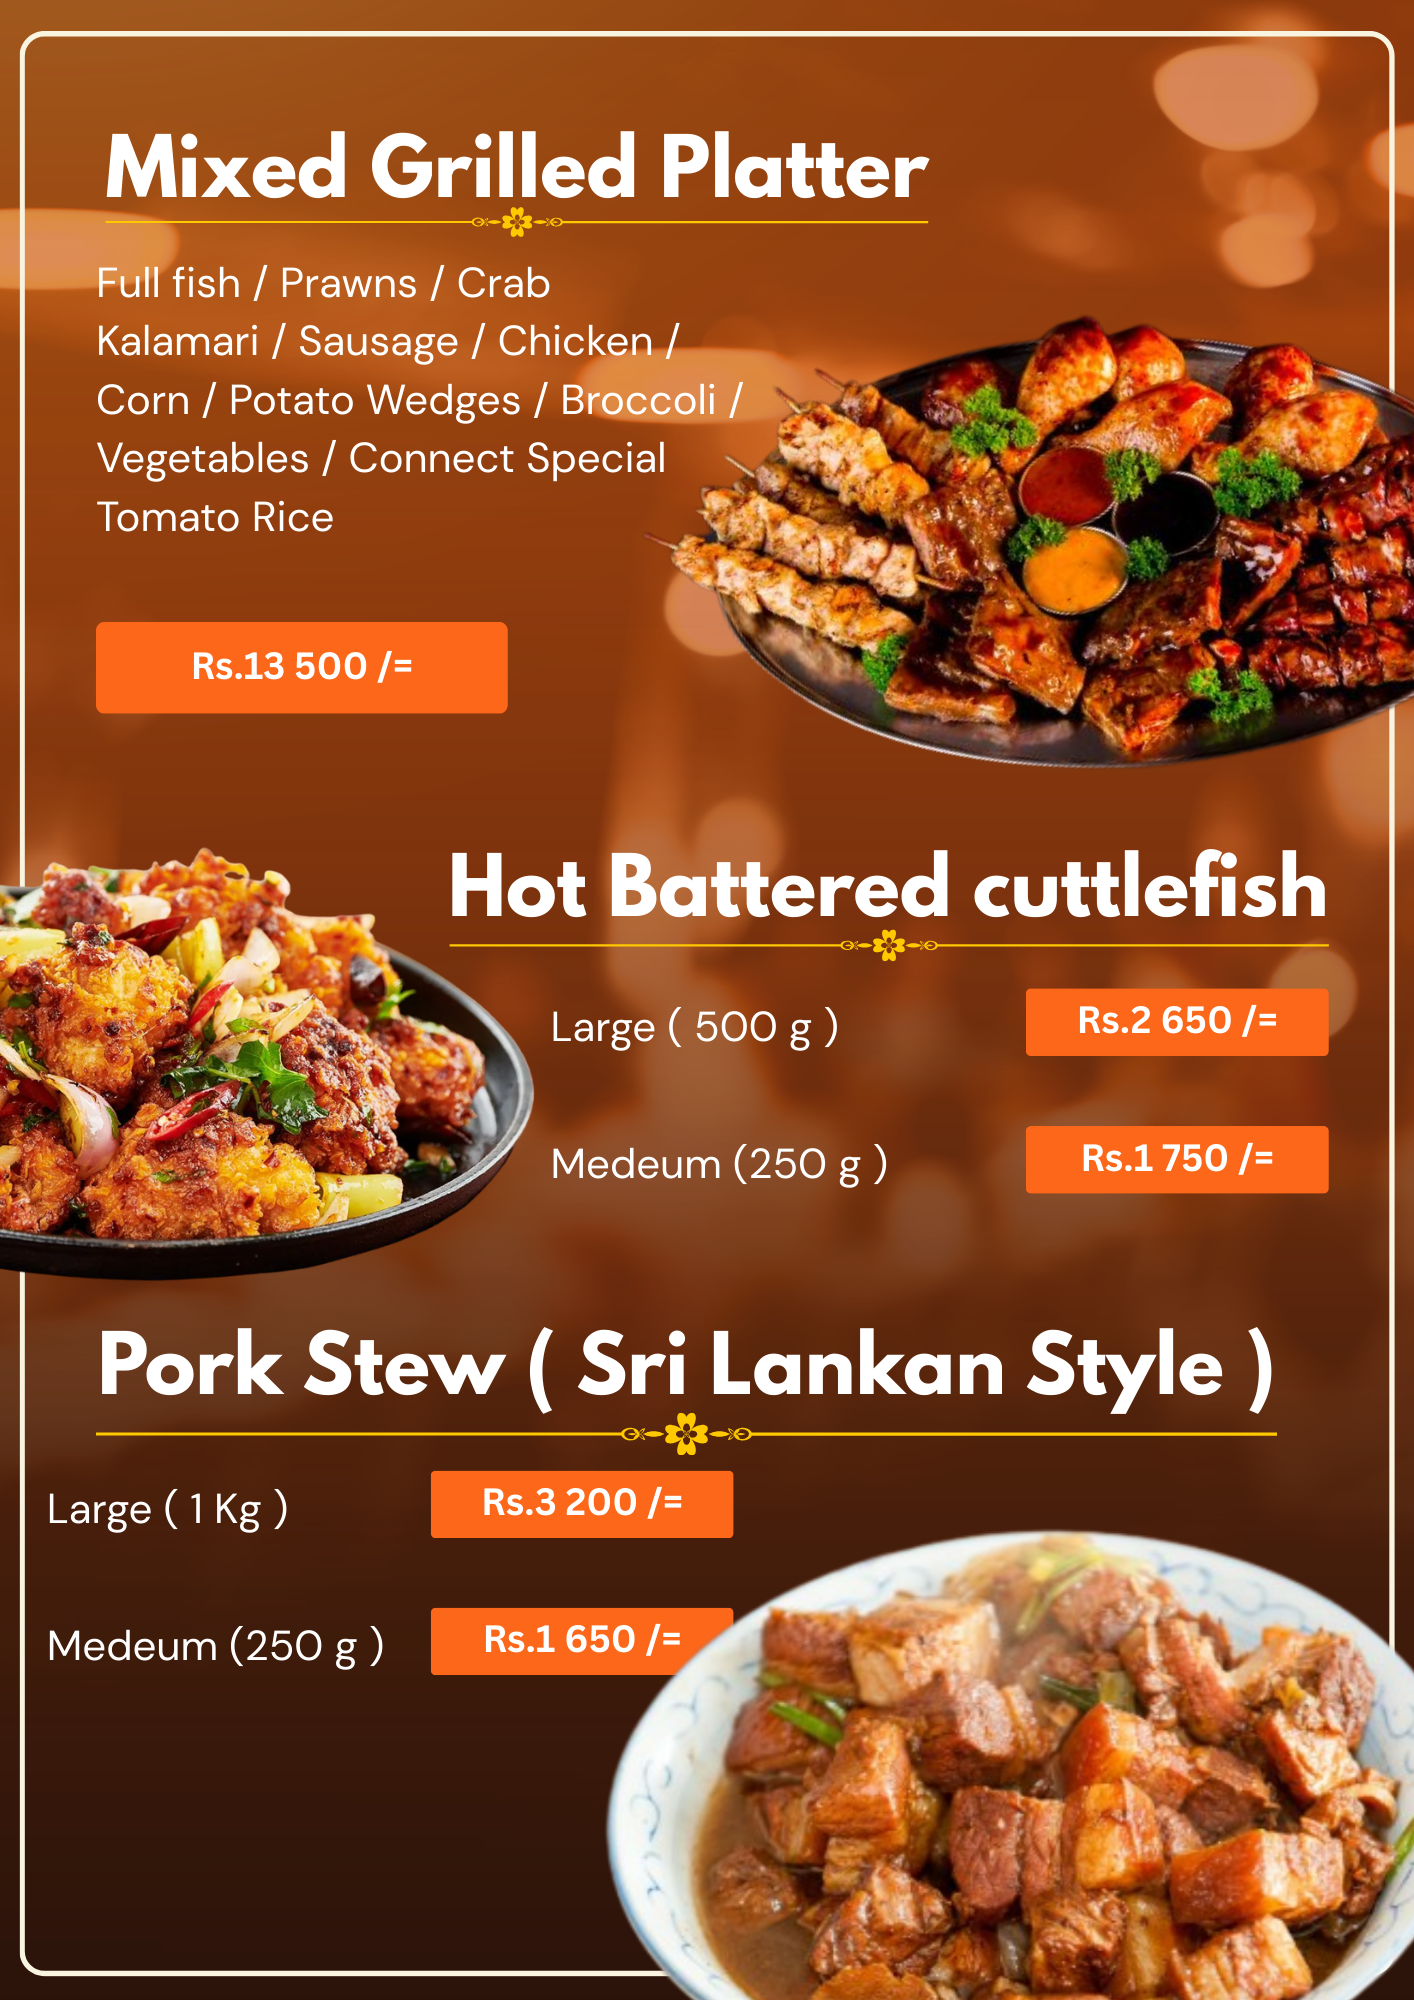 Mixed Grilled Platter
Full fish / Prawns / Crab
Kalamari / Sausage / Chicken /
Corn / Potato Wedges / Broccoli /
Vegetables / Connect Special
Tomato Rice
Rs.13 500 /=
Hot Battered cuttlefish
Large ( 500 g ) Rs.2 650 /=
Medeum (250 g ) Rs.1 750 /=
Pork Stew ( Sri Lankan Style )
Large ( 1 Kg ) Rs.3 200 /=
Medeum (250 g ) Rs.1 650 /=